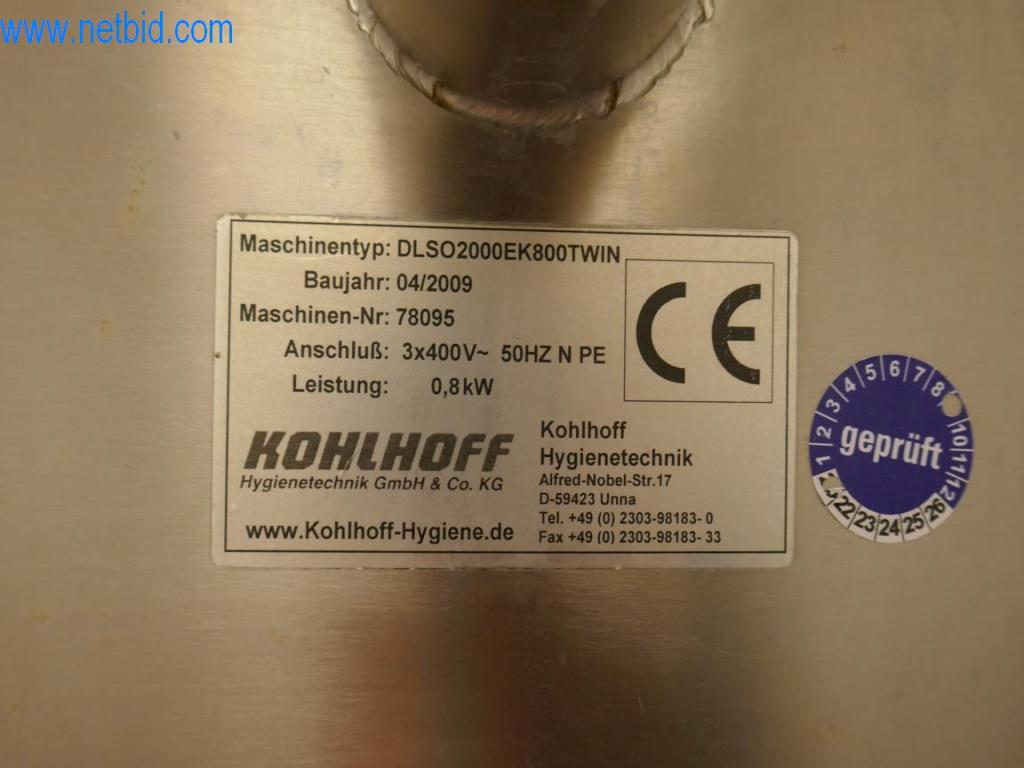 www.netbid.com
Maschinentyp: DLSO2000EK800TWIN
Baujahr: 04/2009
Maschinen-Nr: 78095
Anschluß: 3x400V~ 50HZ N PE
Leistung: 0,8kW
CE
KOHLHOFF
Hygienetechnik GmbH & Co. KG
www.Kohlhoff-Hygiene.de
Kohlhoff
Hygienetechnik
Alfred-Nobel-Str.17
D-59423 Unna
Tel. +49 (0) 2303-98183- 0
Fax +49 (0) 2303-98183- 33
1 2 3 4 5 6 7 8 10 11 12
geprüft
22 23 24 25 26